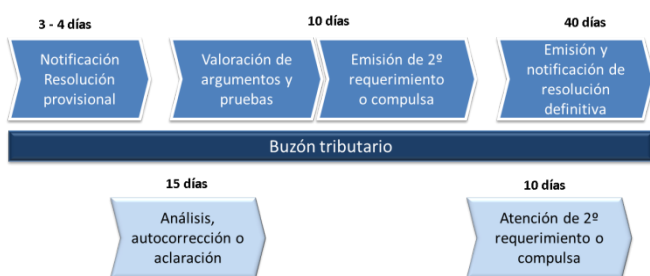 3 - 4 días
10 días
40 días
Notificación
Resolución
provisional
Valoración de
argumentos y
pruebas
Emisión de 2º
requerimiento
o compulsa
Emisión y
notificación de
resolución
definitiva
Buzón tributario
15 días
10 días
Análisis,
autocorrección o
aclaración
Atención de 2º
requerimiento o
compulsa